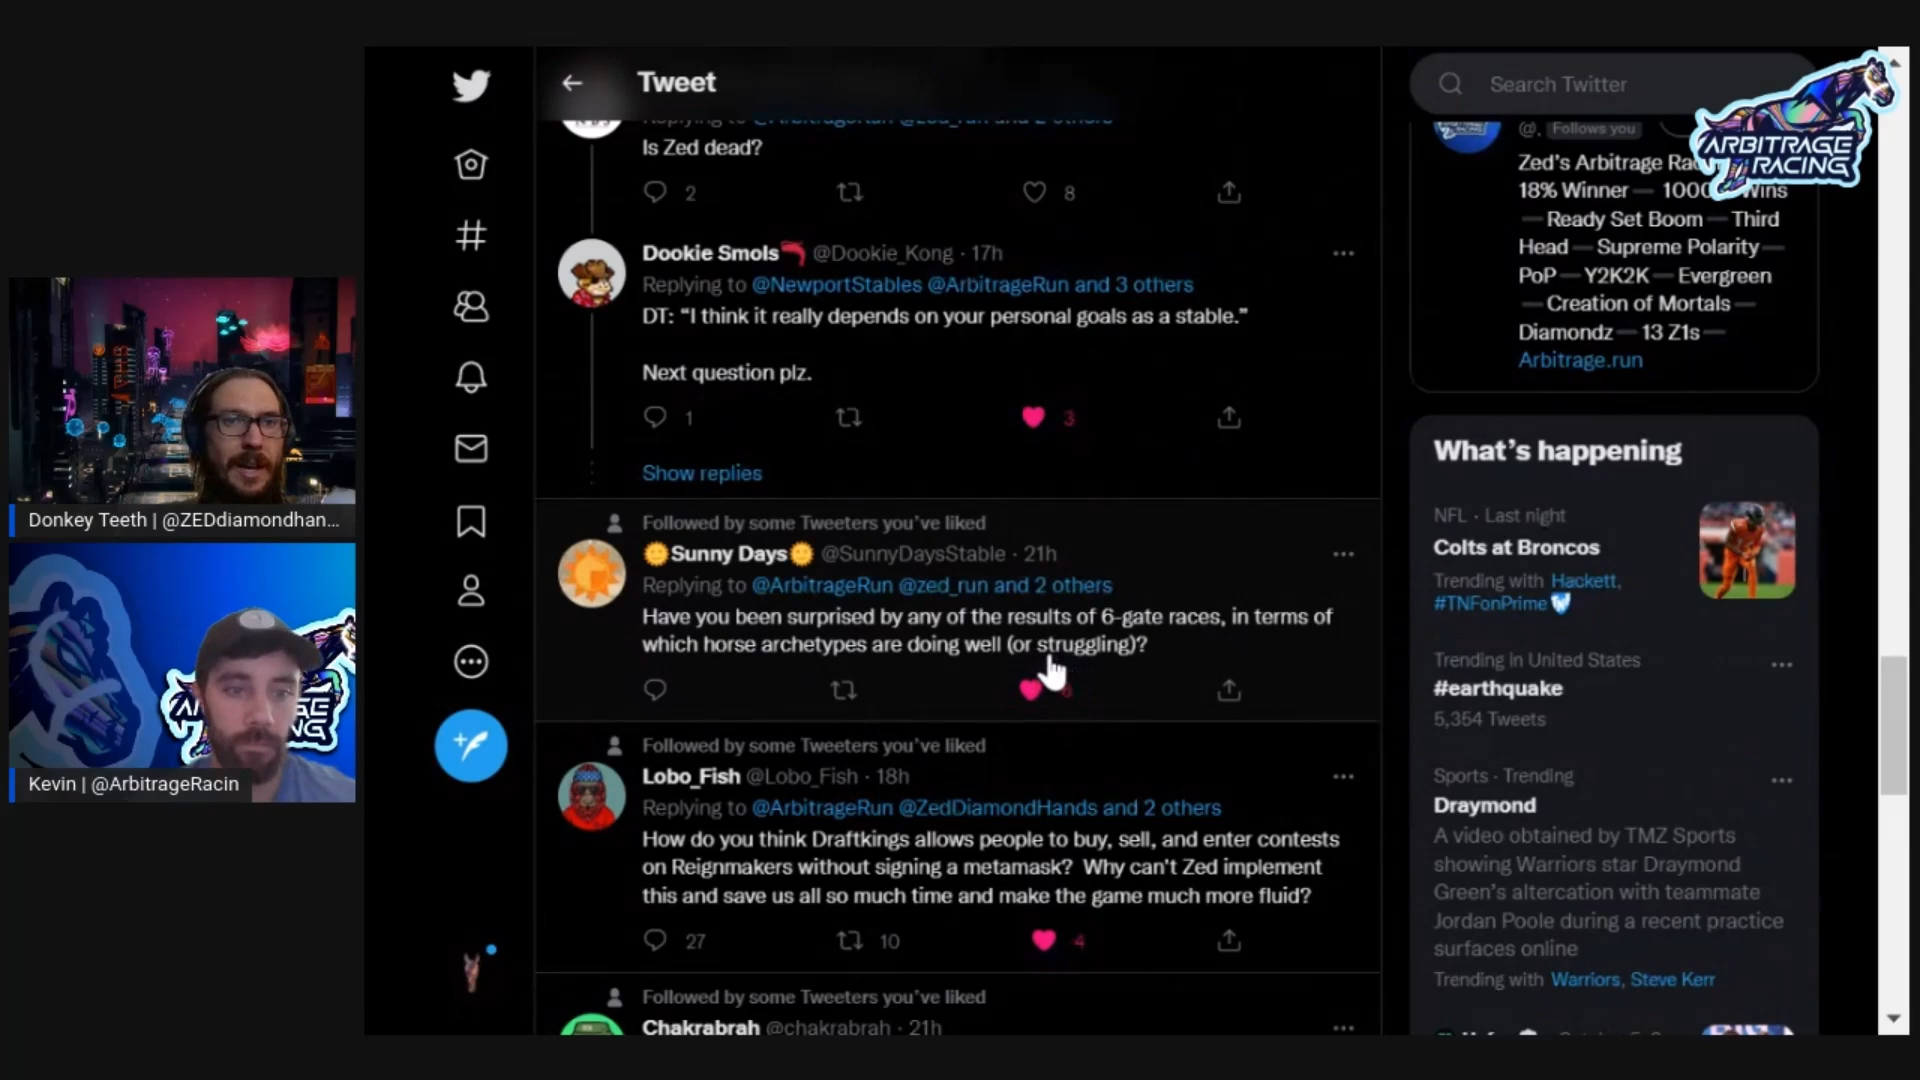 Tweet
Replying to @ArbitrageRun @zed_run and 2 others
Is Zed dead?
2
8
Dookie Smols @Dookie_Kong · 17h
Replying to @NewportStables @ArbitrageRun and 3 others
DT: “I think it really depends on your personal goals as a stable.”
Next question plz.
1
3
Show replies
Followed by some Tweeters you’ve liked
Sunny Days @SunnyDaysStable · 21h
Replying to @ArbitrageRun @zed_run and 2 others
Have you been surprised by any of the results of 6-gate races, in terms of
which horse archetypes are doing well (or struggling)?
Followed by some Tweeters you’ve liked
Lobo_Fish @Lobo_Fish · 18h
Replying to @ArbitrageRun @ZedDiamondHands and 2 others
How do you think Draftkings allows people to buy, sell, and enter contests
on Reignmakers without signing a metamask? Why can’t Zed implement
this and save us all so much time and make the game much more fluid?
27
10
4
Followed by some Tweeters you’ve liked
Chakrabrah @chakrabrah · 21h
Search Twitter
ARBITRAGE
RACING
@. Follows you
Zed’s Arbitrage
18% Winner — 1000
— Ready Set Boom — Third
Head — Supreme Polarity —
PoP — Y2K2K — Evergreen
— Creation of Mortals —
Diamondz — 13 Z1s —
Arbitrage.run
What’s happening
NFL · Last night
Colts at Broncos
Trending with Hackett,
#TNFonPrime
Trending in United States
#earthquake
5,354 Tweets
Sports · Trending
Draymond
A video obtained by TMZ Sports
showing Warriors star Draymond
Green’s altercation with teammate
Jordan Poole during a recent practice
surfaces online
Trending with Warriors, Steve Kerr
Donkey Teeth | @ZEDdiamondhan...
Kevin | @ArbitrageRacin